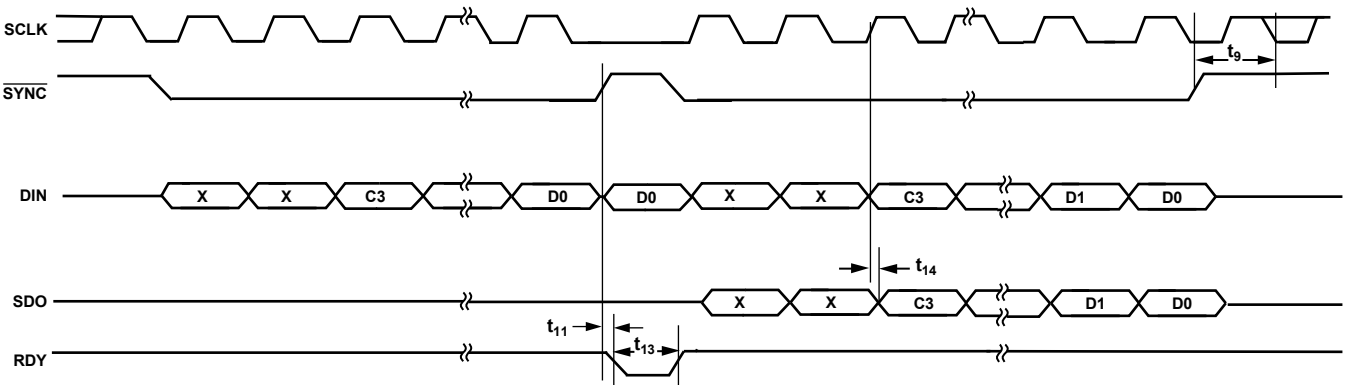 SCLK
t9
SYNC
DIN X X C3 D0 D0 X X C3 D1 D0
t14
SDO X X C3 D1 D0
t11 t13
RDY